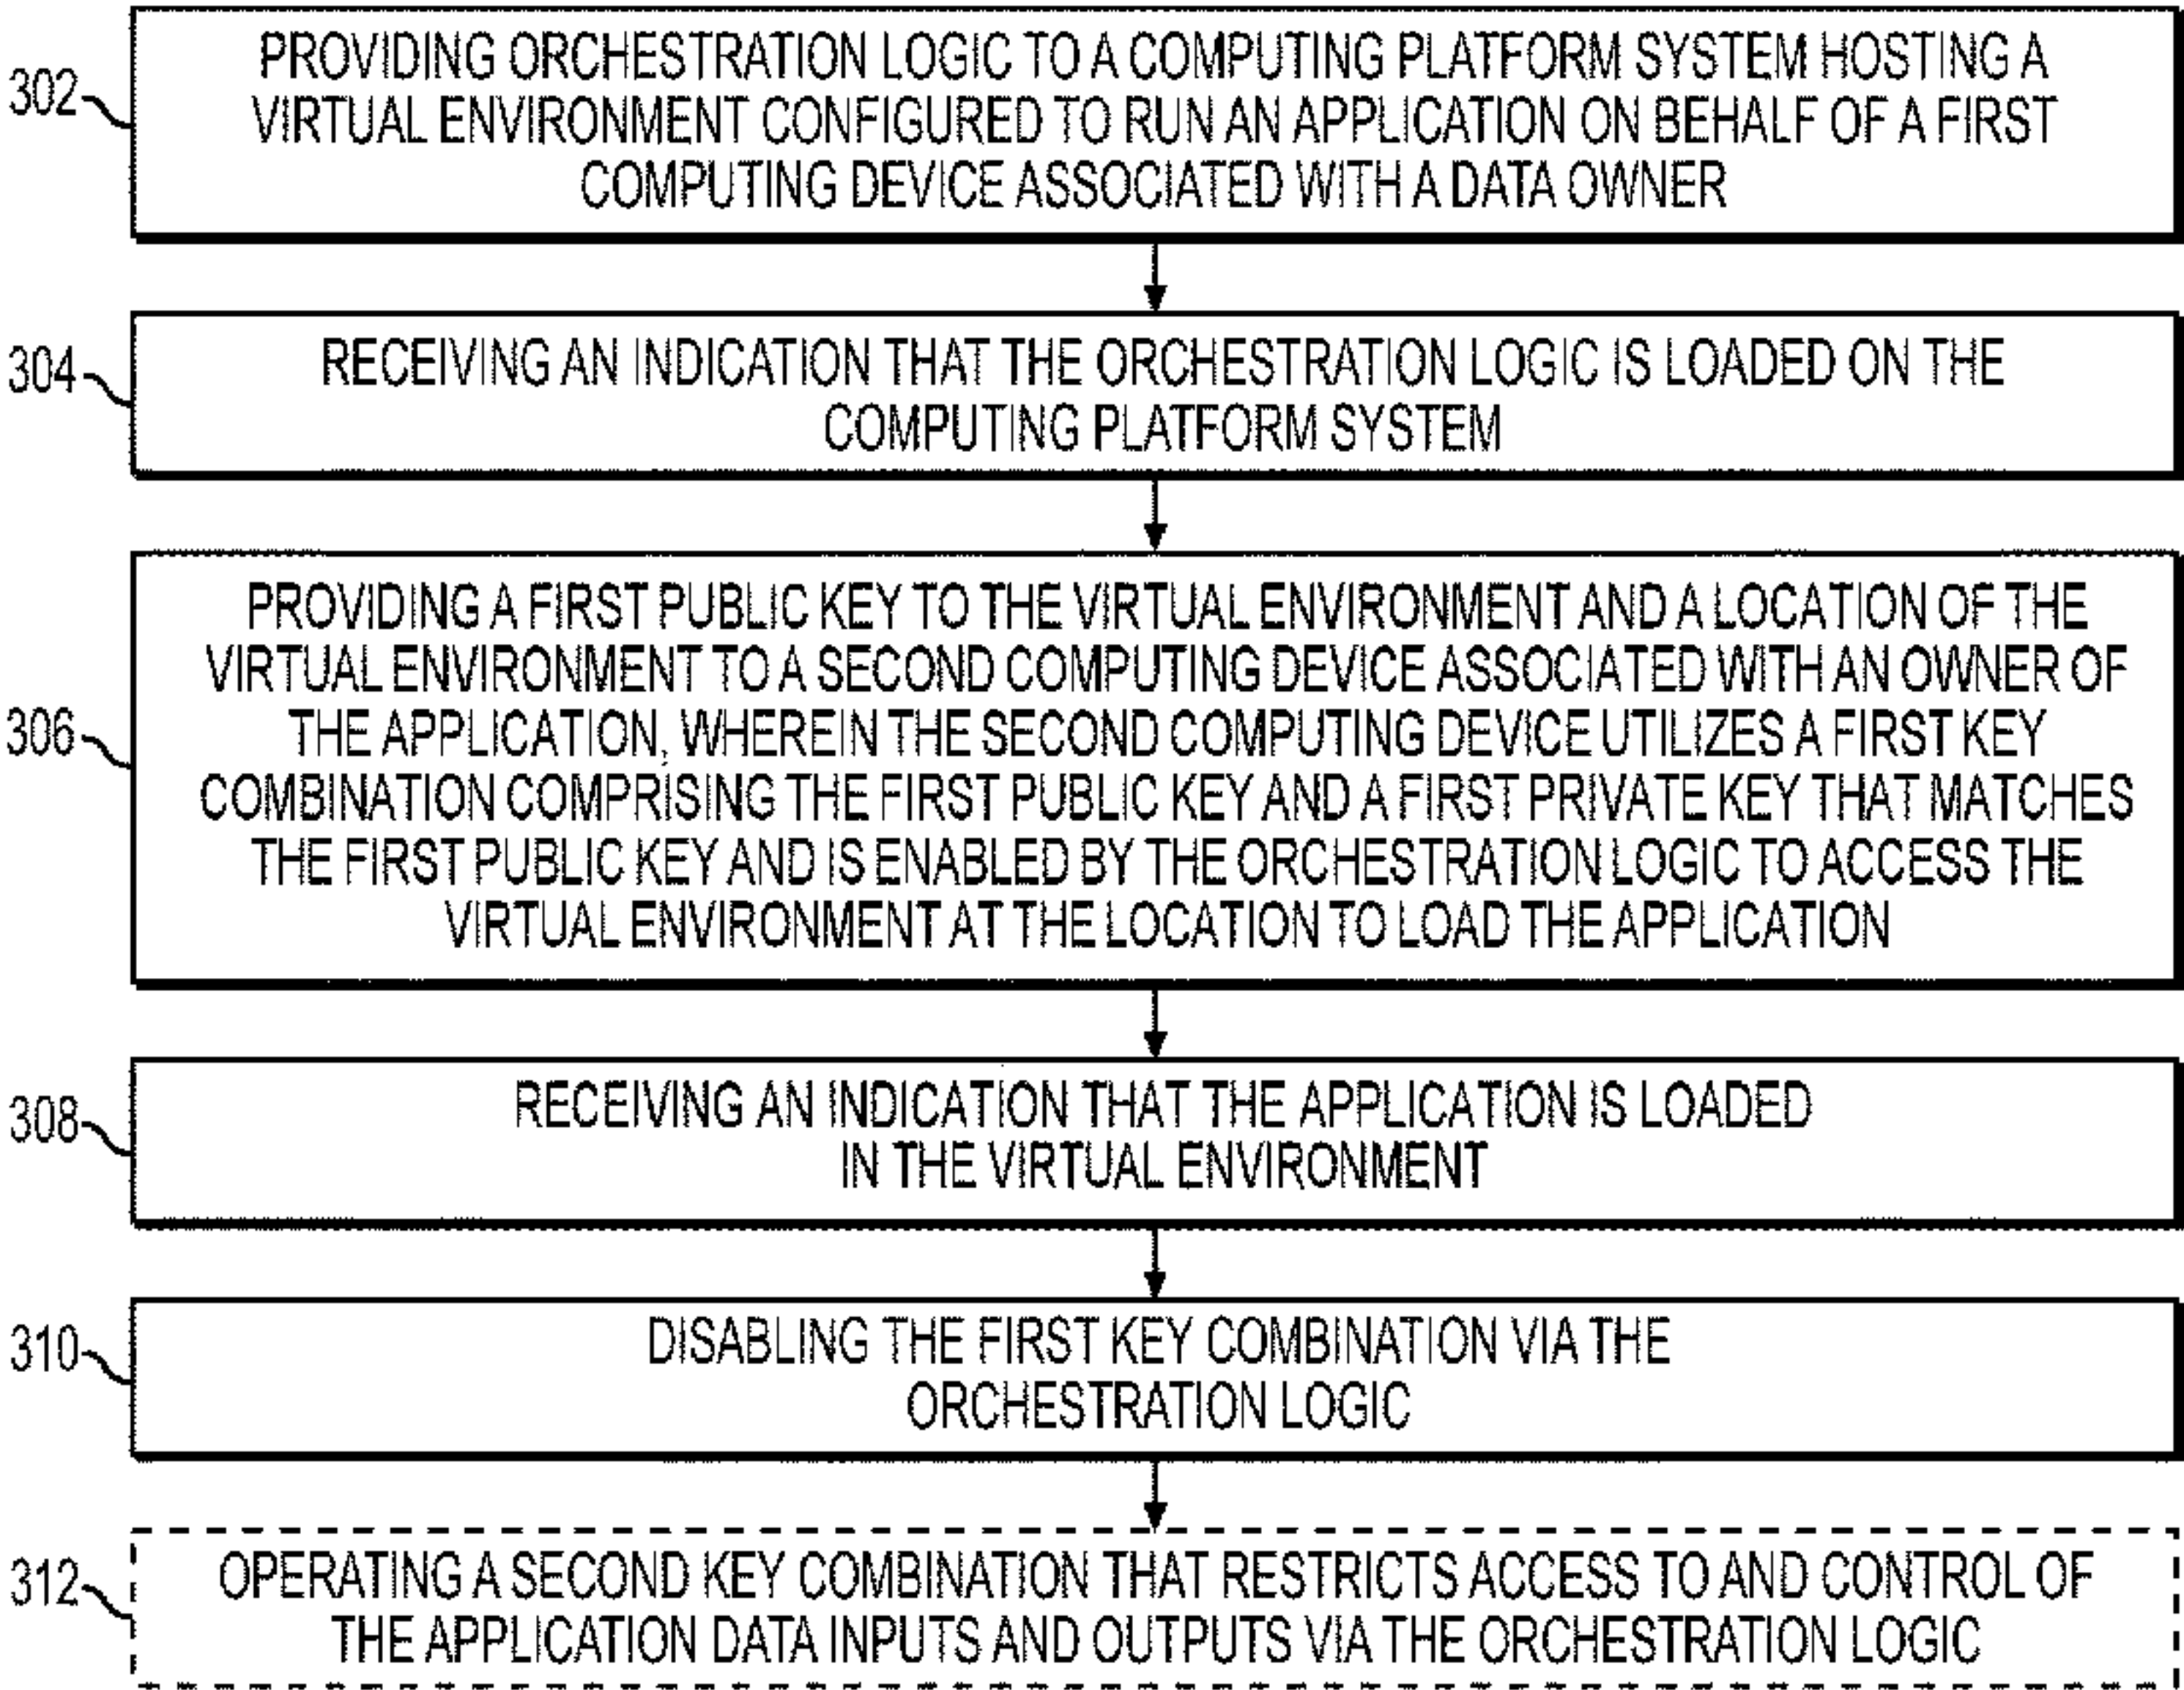 302
PROVIDING ORCHESTRATION LOGIC TO A COMPUTING PLATFORM SYSTEM HOSTING A
VIRTUAL ENVIRONMENT CONFIGURED TO RUN AN APPLICATION ON BEHALF OF A FIRST
COMPUTING DEVICE ASSOCIATED WITH A DATA OWNER
304
RECEIVING AN INDICATION THAT THE ORCHESTRATION LOGIC IS LOADED ON THE
COMPUTING PLATFORM SYSTEM
306
PROVIDING A FIRST PUBLIC KEY TO THE VIRTUAL ENVIRONMENT AND A LOCATION OF THE
VIRTUAL ENVIRONMENT TO A SECOND COMPUTING DEVICE ASSOCIATED WITH AN OWNER OF
THE APPLICATION, WHEREIN THE SECOND COMPUTING DEVICE UTILIZES A FIRST KEY
COMBINATION COMPRISING THE FIRST PUBLIC KEY AND A FIRST PRIVATE KEY THAT MATCHES
THE FIRST PUBLIC KEY AND IS ENABLED BY THE ORCHESTRATION LOGIC TO ACCESS THE
VIRTUAL ENVIRONMENT AT THE LOCATION TO LOAD THE APPLICATION
308
RECEIVING AN INDICATION THAT THE APPLICATION IS LOADED
IN THE VIRTUAL ENVIRONMENT
310
DISABLING THE FIRST KEY COMBINATION VIA THE
ORCHESTRATION LOGIC
312
OPERATING A SECOND KEY COMBINATION THAT RESTRICTS ACCESS TO AND CONTROL OF
THE APPLICATION DATA INPUTS AND OUTPUTS VIA THE ORCHESTRATION LOGIC